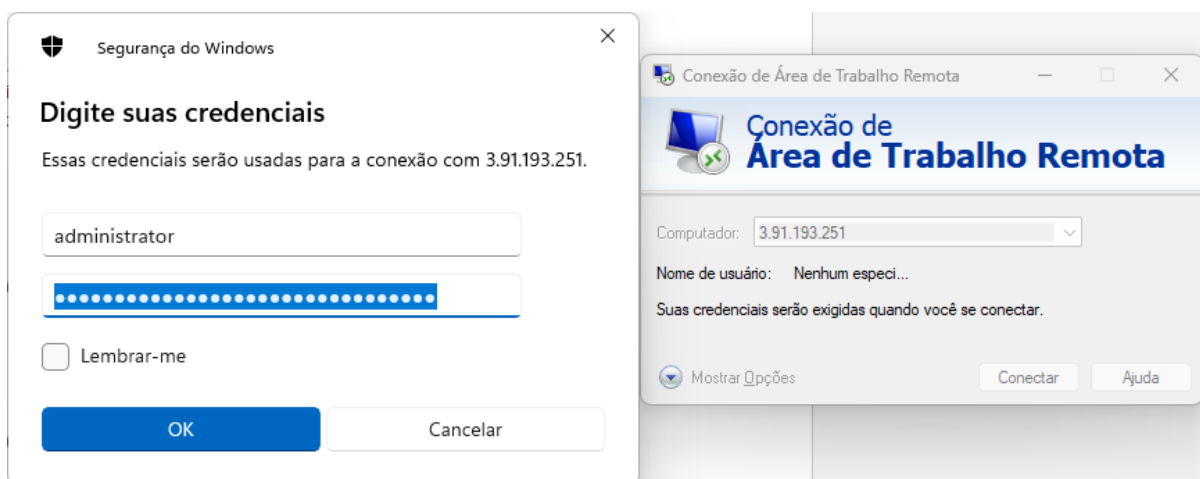 Segurança do Windows
Digite suas credenciais
Essas credenciais serão usadas para a conexão com 3.91.193.251.
administrator
••••••••••••••••••••••••••••••••
Lembrar-me
OK
Cancelar
Conexão de Área de Trabalho Remota
Conexão de
Área de Trabalho Remota
Computador:
3.91.193.251
Nome de usuário:
Nenhum especi...
Suas credenciais serão exigidas quando você se conectar.
Mostrar Opções
Conectar
Ajuda